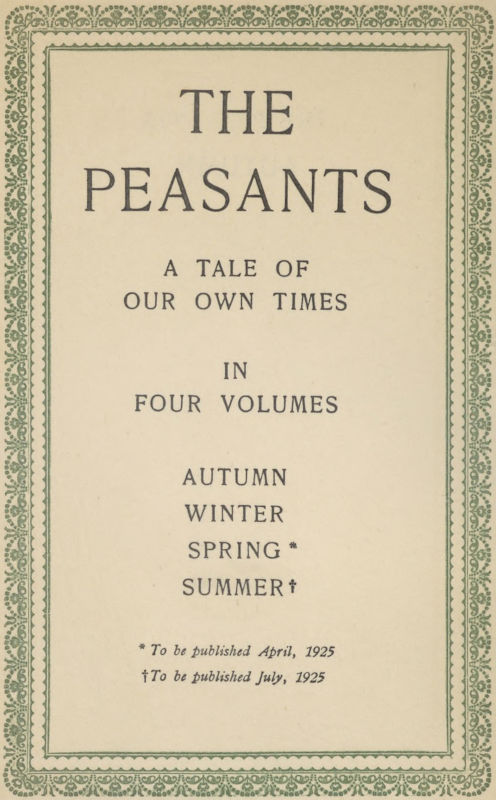 THE
PEASANTS
A TALE OF
OUR OWN TIMES
IN
FOUR VOLUMES
AUTUMN
WINTER
SPRING *
SUMMER †
* To be published April, 1925
† To be published July, 1925